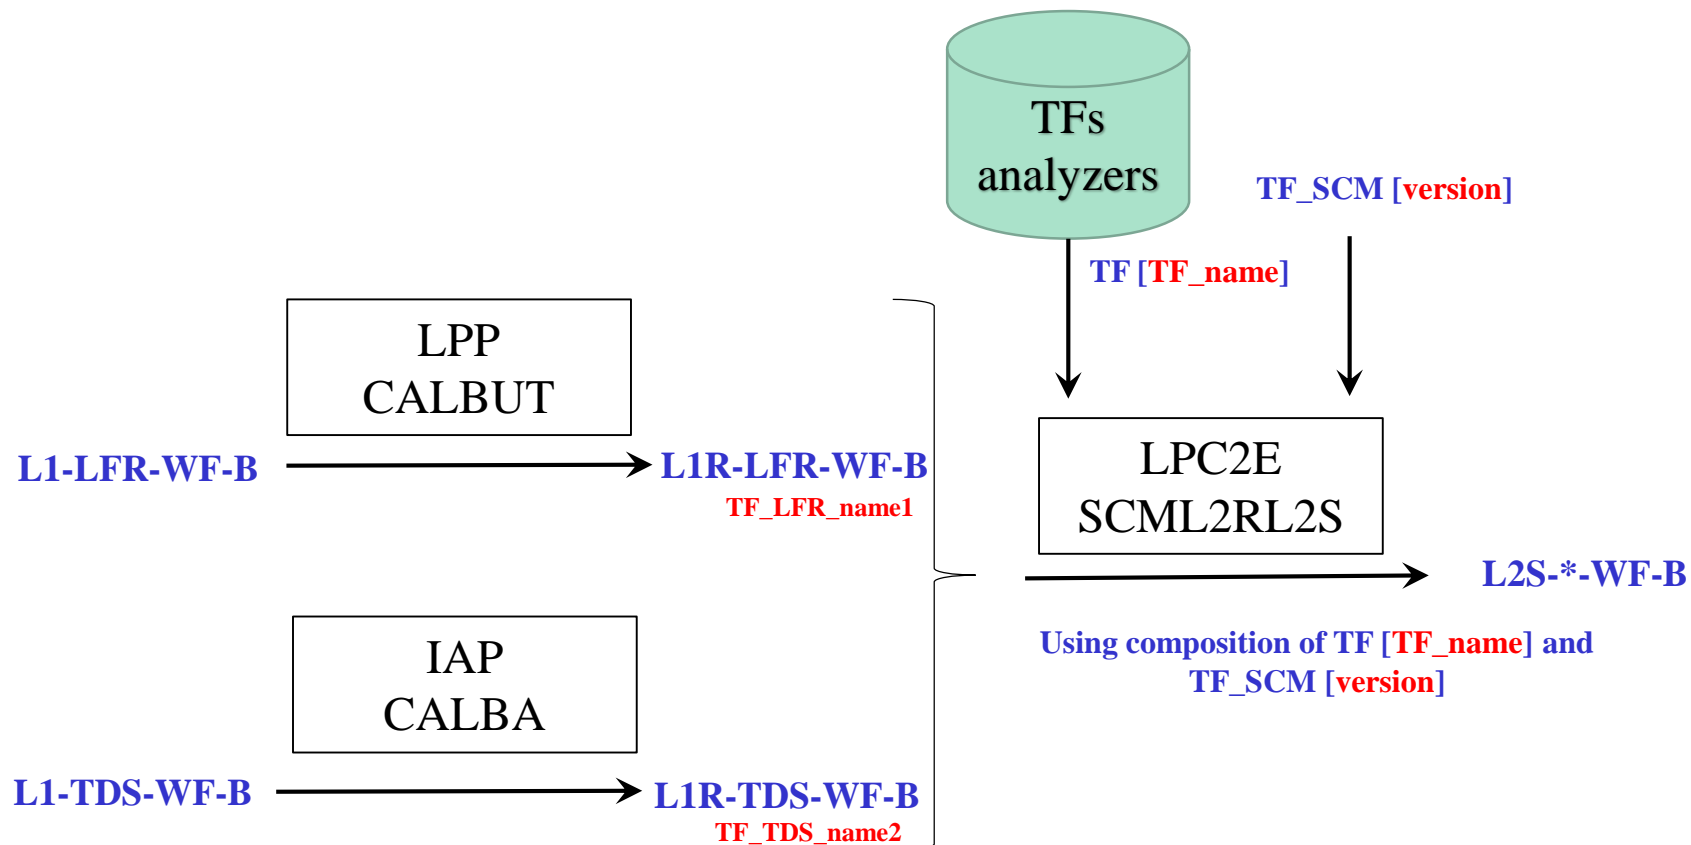 TFs
analyzers
TF_SCM [version]
TF [TF_name]
LPP
CALBUT
L1-LFR-WF-B
L1R-LFR-WF-B
TF_LFR_name1
LPC2E
SCML2RL2S
L2S-*-WF-B
Using composition of TF [TF_name] and
TF_SCM [version]
IAP
CALBA
L1-TDS-WF-B
L1R-TDS-WF-B
TF_TDS_name2